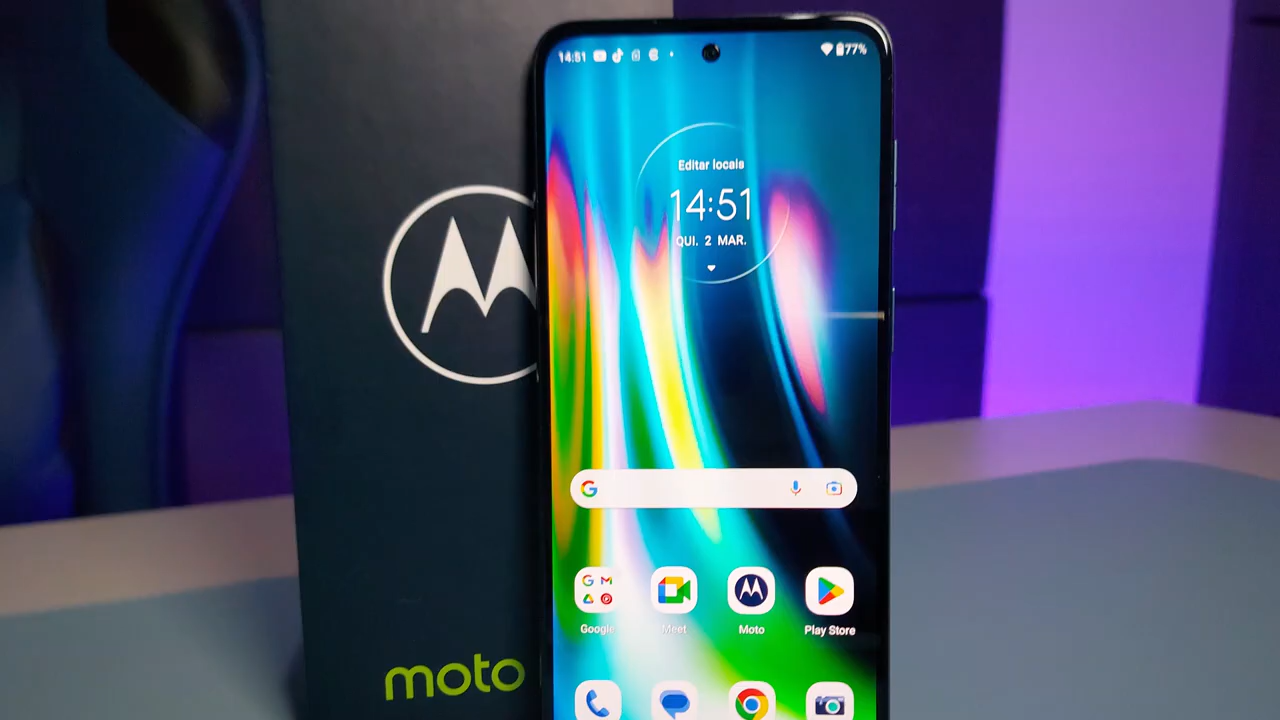 14:51
77%
Editar locais
14:51
QUI. 2 MAR.
Google
Meet
Moto
Play Store
moto